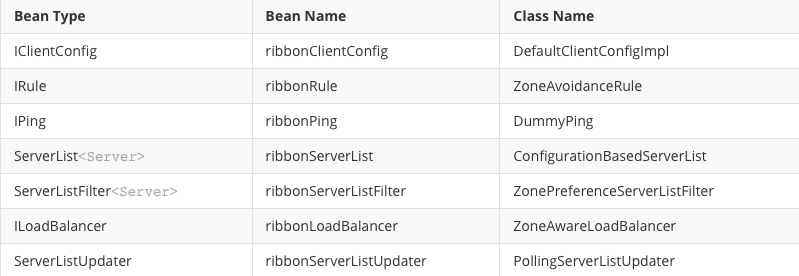 Bean Type Bean Name Class Name
IClientConfig ribbonClientConfig DefaultClientConfigImpl
IRule ribbonRule ZoneAvoidanceRule
IPing ribbonPing DummyPing
ServerList<Server> ribbonServerList ConfigurationBasedServerList
ServerListFilter<Server> ribbonServerListFilter ZonePreferenceServerListFilter
ILoadBalancer ribbonLoadBalancer ZoneAwareLoadBalancer
ServerListUpdater ribbonServerListUpdater PollingServerListUpdater